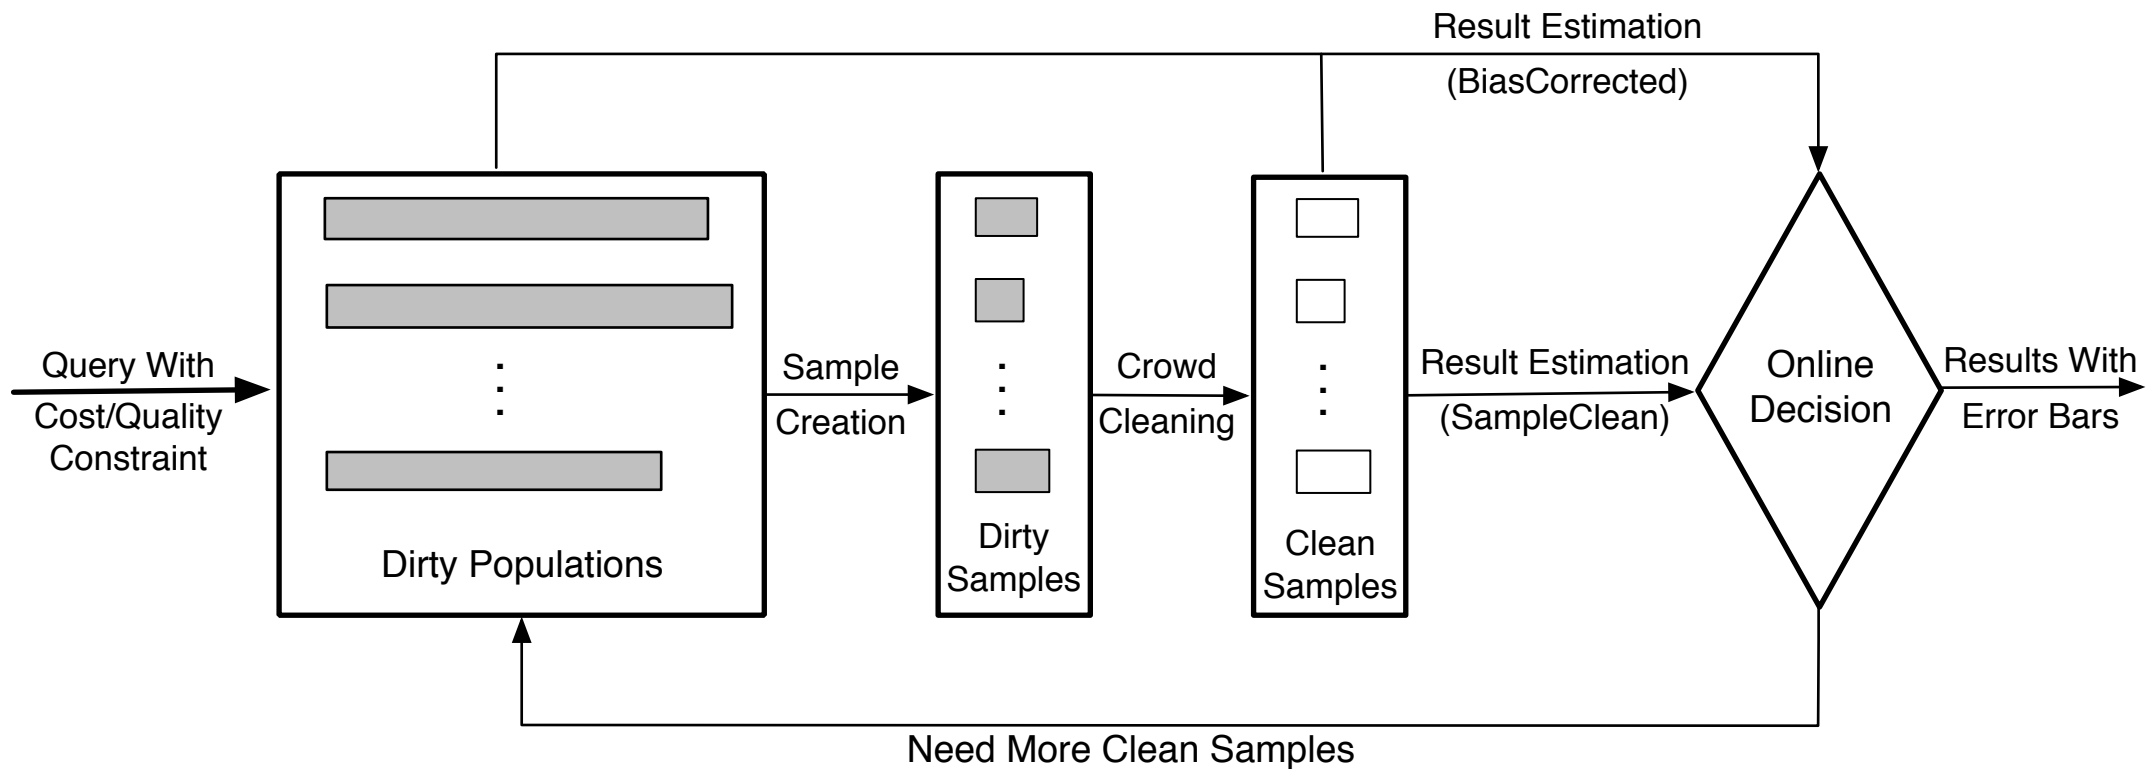 Result Estimation
(BiasCorrected)
Query With
Cost/Quality
Constraint
Dirty Populations
Sample
Creation
Dirty
Samples
Crowd
Cleaning
Clean
Samples
Result Estimation
(SampleClean)
Online
Decision
Results With
Error Bars
Need More Clean Samples